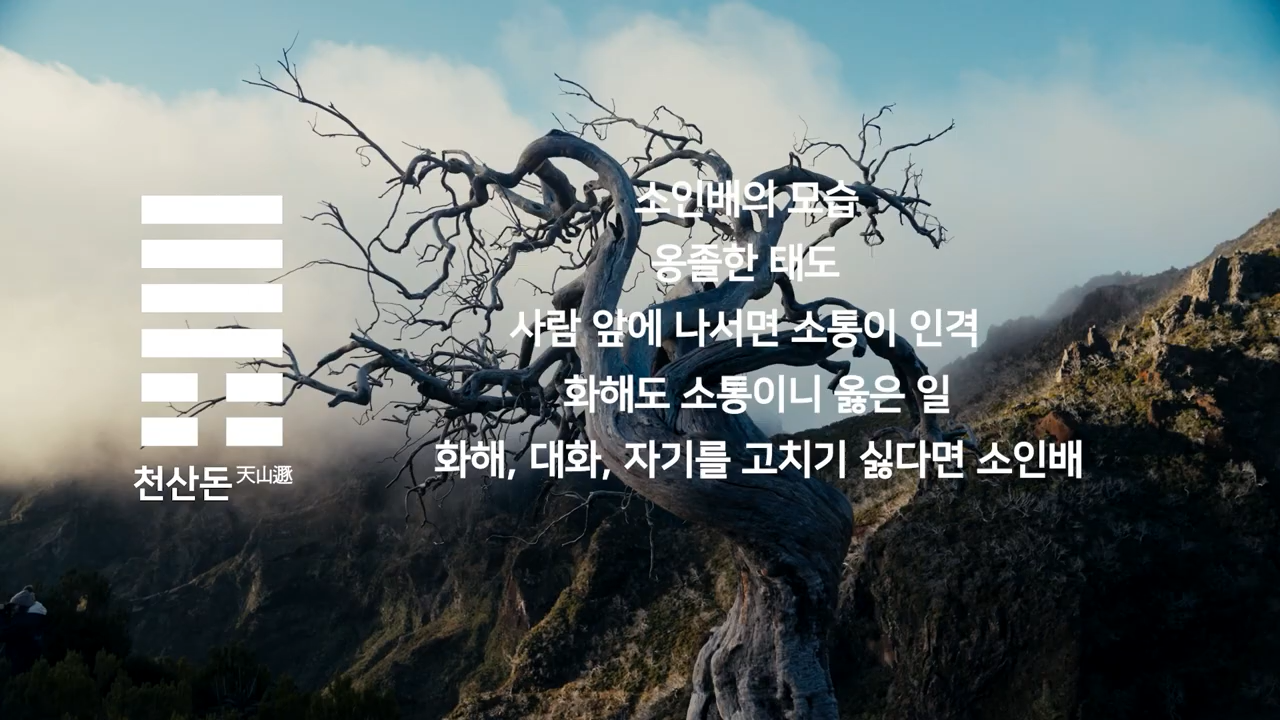 소인배의 모습
옹졸한 태도
사람 앞에 나서면 소통이 인격
화해도 소통이니 옳은 일
화해, 대화, 자기를 고치기 싫다면 소인배
천산돈 天山遯